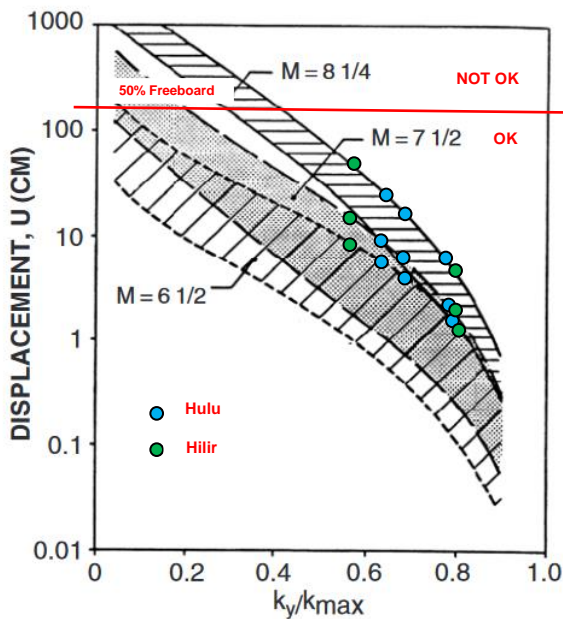 1000
M = 8 1/4
NOT OK
50% Freeboard
100
M = 7 1/2
OK
10
M = 6 1/2
1
Hulu
0.1
Hilir
0.01
0 0.2 0.4 0.6 0.8 1.0
ky/kmax
DISPLACEMENT, U (CM)